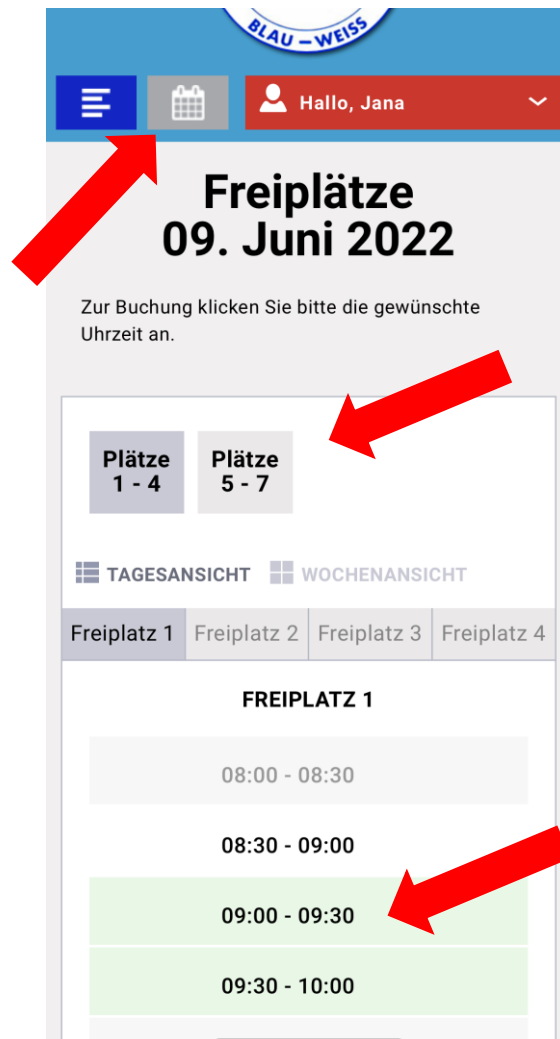 BLAU - WEISS
Hallo, Jana
Freiplätze
09. Juni 2022
Zur Buchung klicken Sie bitte die gewünschte
Uhrzeit an.
Plätze
1 - 4
Plätze
5 - 7
TAGESANSICHT WOCHENANSICHT
Freiplatz 1 Freiplatz 2 Freiplatz 3 Freiplatz 4
FREIPLATZ 1
08:00 - 08:30
08:30 - 09:00
09:00 - 09:30
09:30 - 10:00